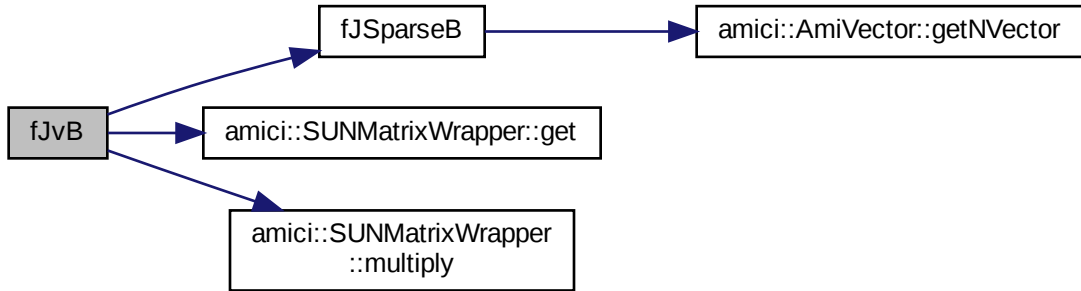 fJSparseB
amici::AmiVector::getNVector
fJvB
amici::SUNMatrixWrapper::get
amici::SUNMatrixWrapper
::multiply